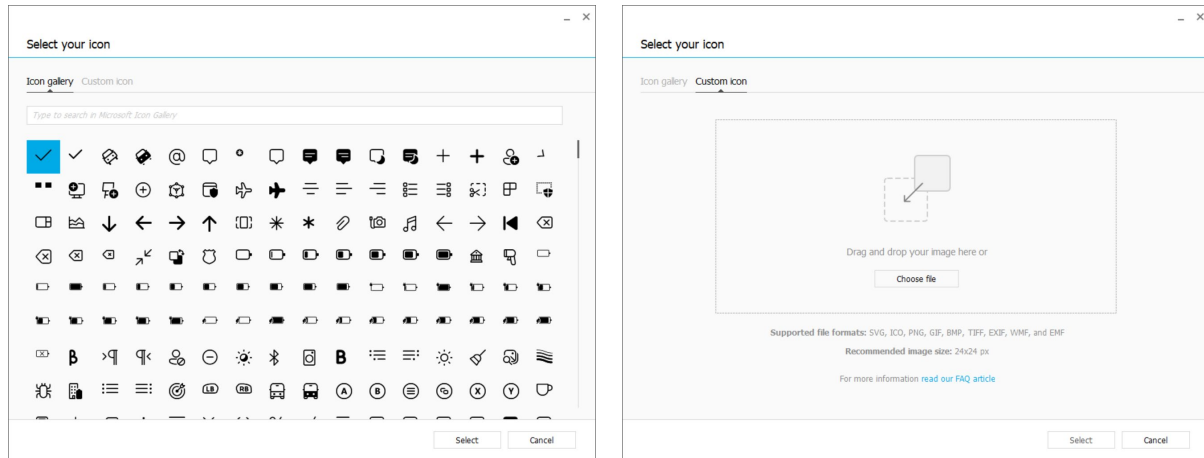 Select your icon
Icon gallery Custom icon
Type to search in Microsoft Icon Gallery
LB RB A B X Y
Select Cancel
Select your icon
Icon gallery Custom icon
Drag and drop your image here or
Choose file
Supported file formats: SVG, ICO, PNG, GIF, BMP, TIFF, EXIF, WMF, and EMF
Recommended image size: 24x24 px
For more information read our FAQ article
Select Cancel